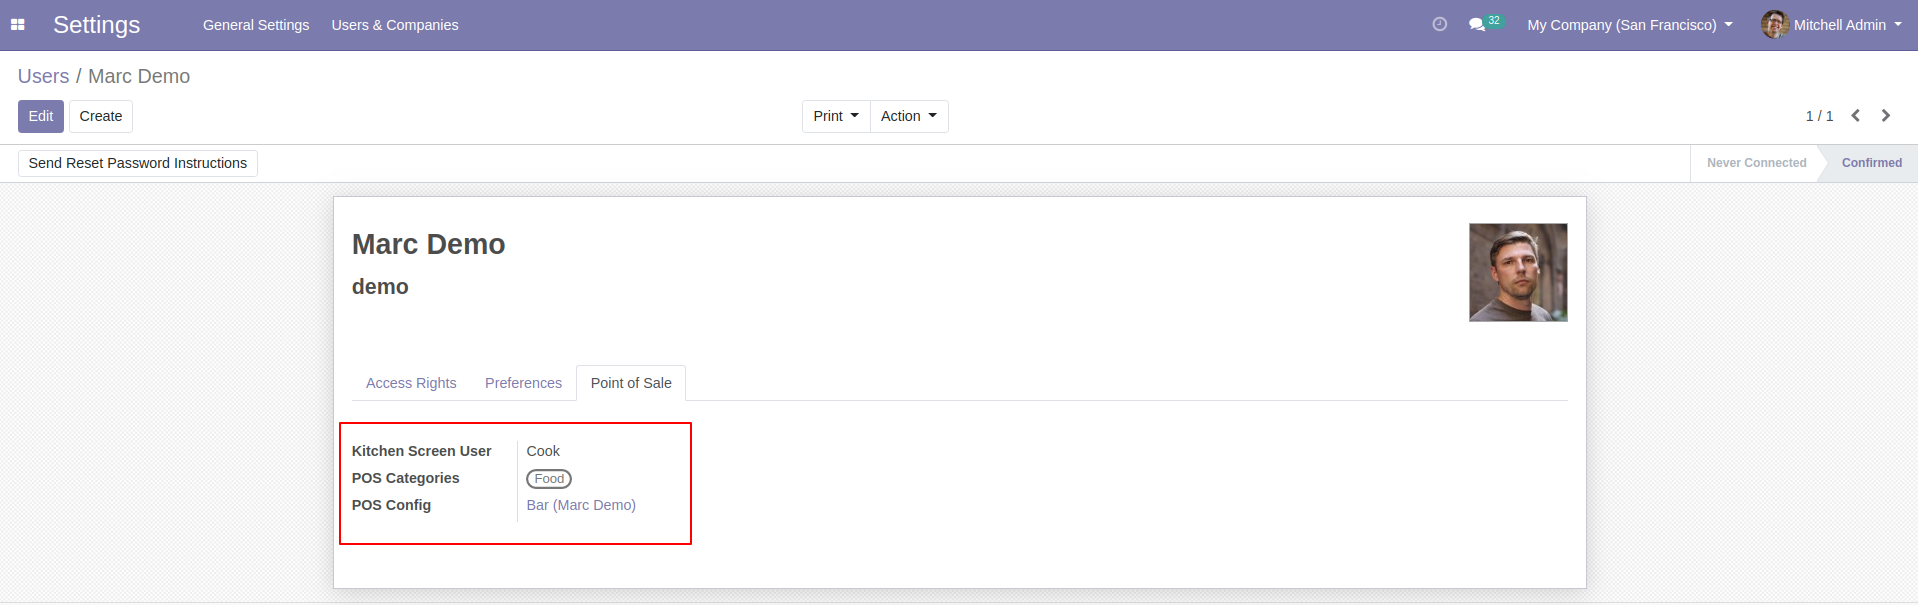 Settings General Settings Users & Companies 32 My Company (San Francisco) Mitchell Admin
Users / Marc Demo
Edit Create Print Action 1 / 1
Send Reset Password Instructions Never Connected Confirmed
Marc Demo
demo
Access Rights Preferences Point of Sale
Kitchen Screen User Cook
POS Categories Food
POS Config Bar (Marc Demo)